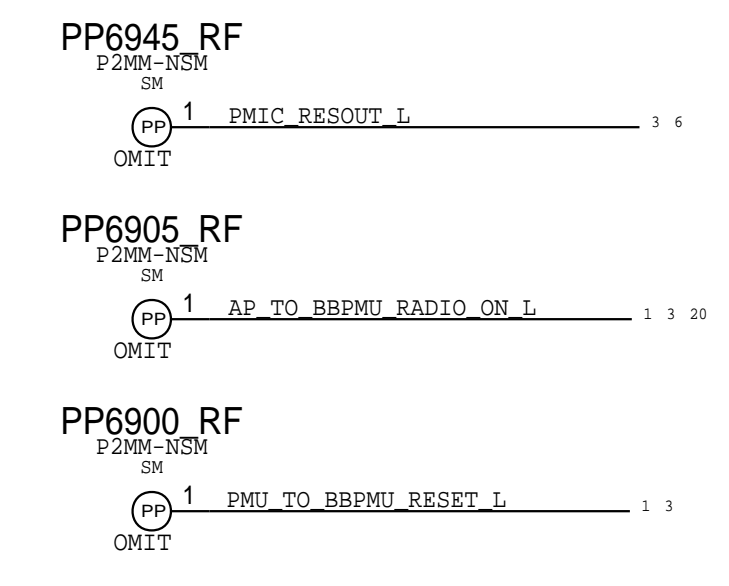 PP6945_RF
P2MM-NSM
SM
PP 1 PMIC_RESOUT_L 3 6
OMIT
PP6905_RF
P2MM-NSM
SM
PP 1 AP_TO_BBPMU_RADIO_ON_L 1 3 20
OMIT
PP6900_RF
P2MM-NSM
SM
PP 1 PMU_TO_BBPMU_RESET_L 1 3
OMIT